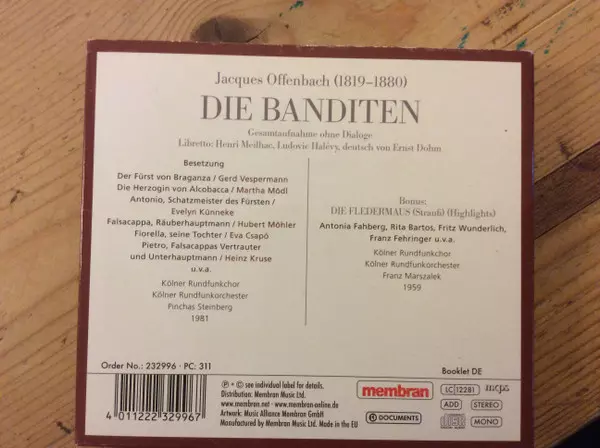 Jacques Offenbach (1819–1880)
DIE BANDITEN
Gesamtaufnahme ohne Dialoge
Libretto: Henri Meilhac, Ludovic Halévy, deutsch von Ernst Dohm
Besetzung
Der Fürst von Braganza / Gerd Vespermann
Die Herzogin von Alcobacca / Martha Mödl
Antonio, Schatzmeister des Fürsten /
Evelyn Künneke
Falsacappa, Räuberhauptmann / Hubert Möhler
Fiorella, seine Tochter / Eva Csapó
Pietro, Falsacappas Vertrauter
und Unterhauptmann / Heinz Kruse
u.v.a.
Kölner Rundfunkchor
Kölner Rundfunkorchester
Pinchas Steinberg
1981
Bonus:
DIE FLEDERMAUS (Strauß) (Highlights)
Antonia Fahberg, Rita Bartos, Fritz Wunderlich,
Franz Fehringer u.v.a.
Kölner Rundfunkchor
Kölner Rundfunkorchester
Franz Marszalek
1959
Order No.: 232996 · PC: 311
Booklet DE
4 011222 329967
℗ + © see individual label for details.
Distribution: Membran Music Ltd.
www.membran.net · www.membran-online.de
Artwork: Music Alliance Membran GmbH
Manufactured by Membran Music Ltd. Made in the EU
membran
DOCUMENTS
LC 12281
mcps
ADD
STEREO
MONO